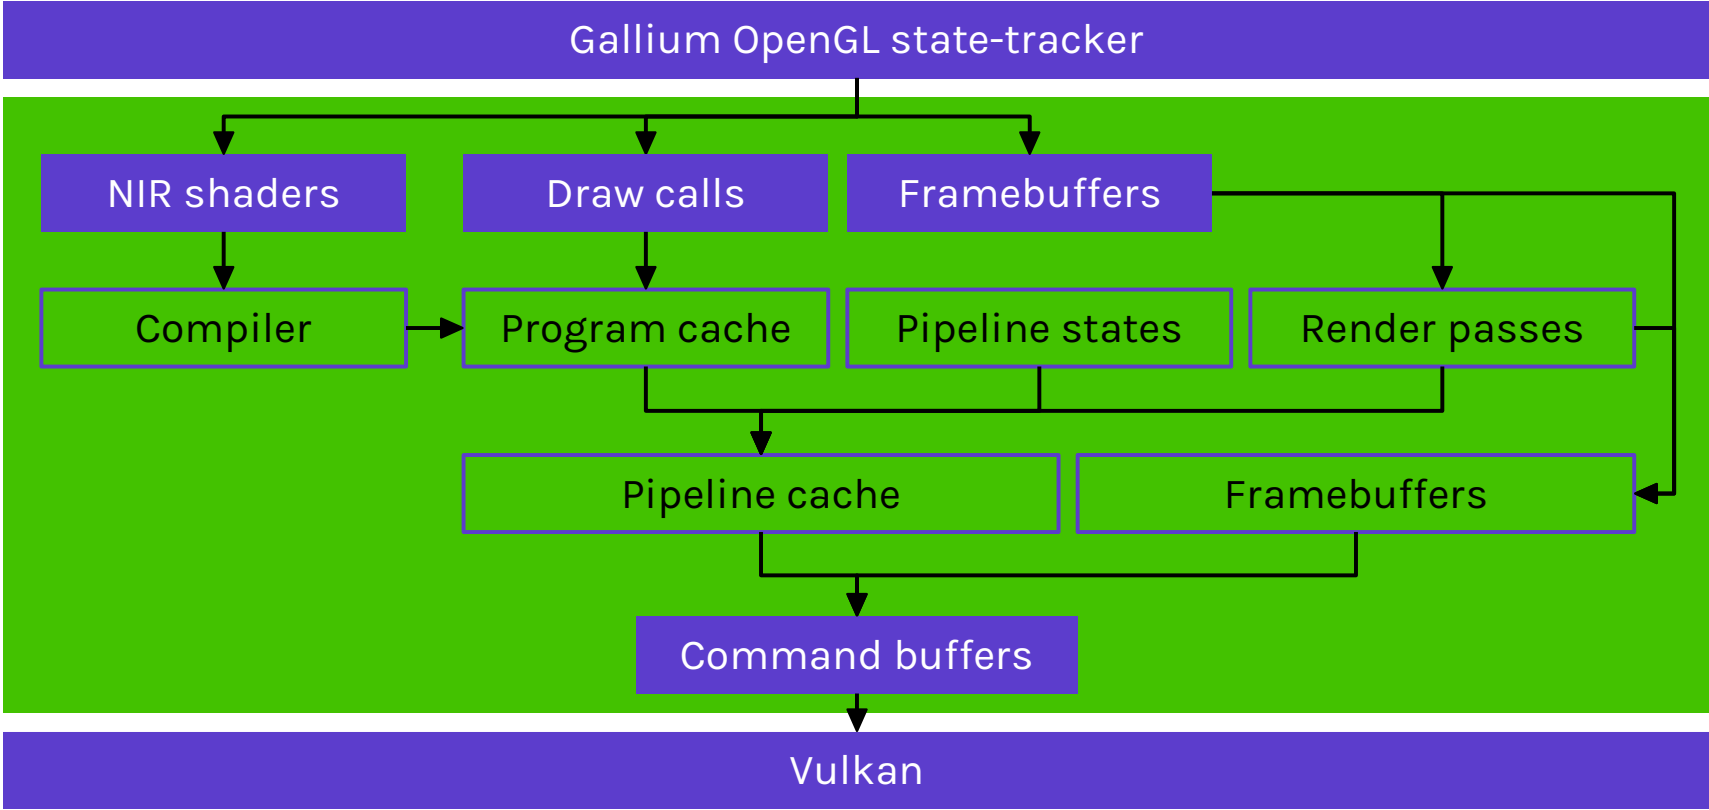 Gallium OpenGL state-tracker
NIR shaders
Draw calls
Framebuffers
Compiler
Program cache
Pipeline states
Render passes
Pipeline cache
Framebuffers
Command buffers
Vulkan